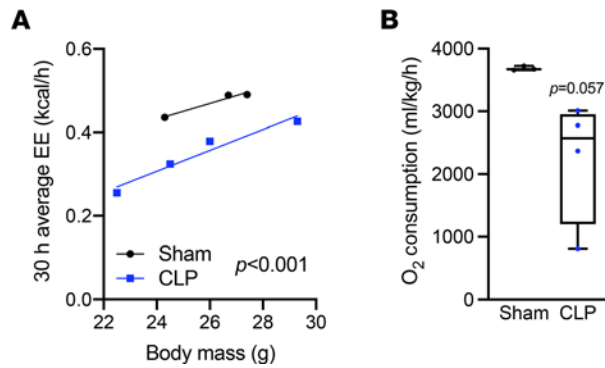 A
30 h average EE (kcal/h)
0.6
0.4
0.2
0.0
Sham
CLP
p<0.001
22 24 26 28 30
Body mass (g)
B
O2 consumption (ml/kg/h)
4000
3000
2000
1000
0
p=0.057
Sham CLP